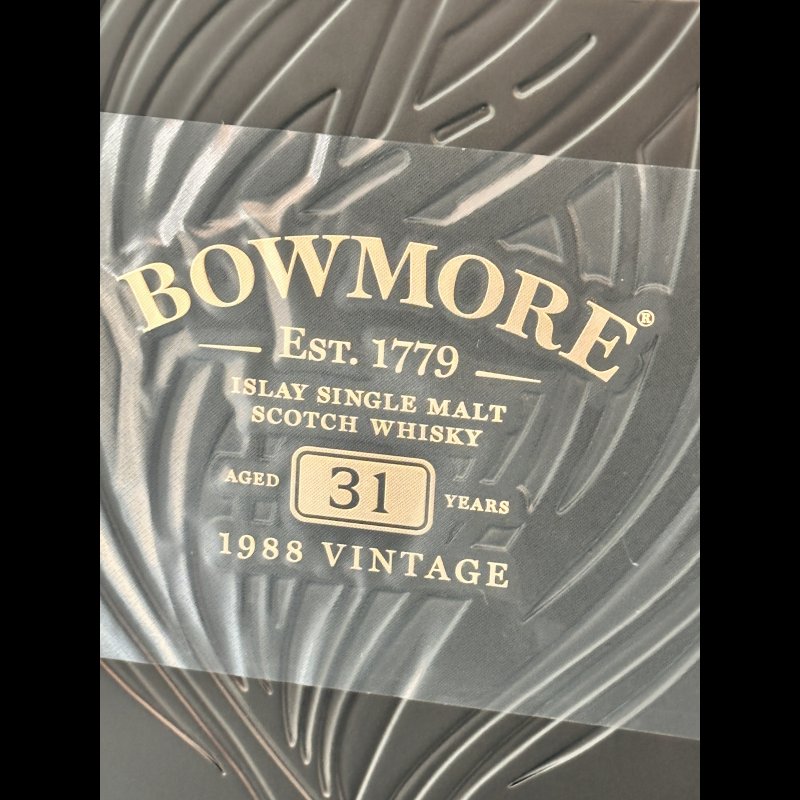 BOWMORE®
EST. 1779
ISLAY SINGLE MALT
SCOTCH WHISKY
AGED 31 YEARS
1988 VINTAGE